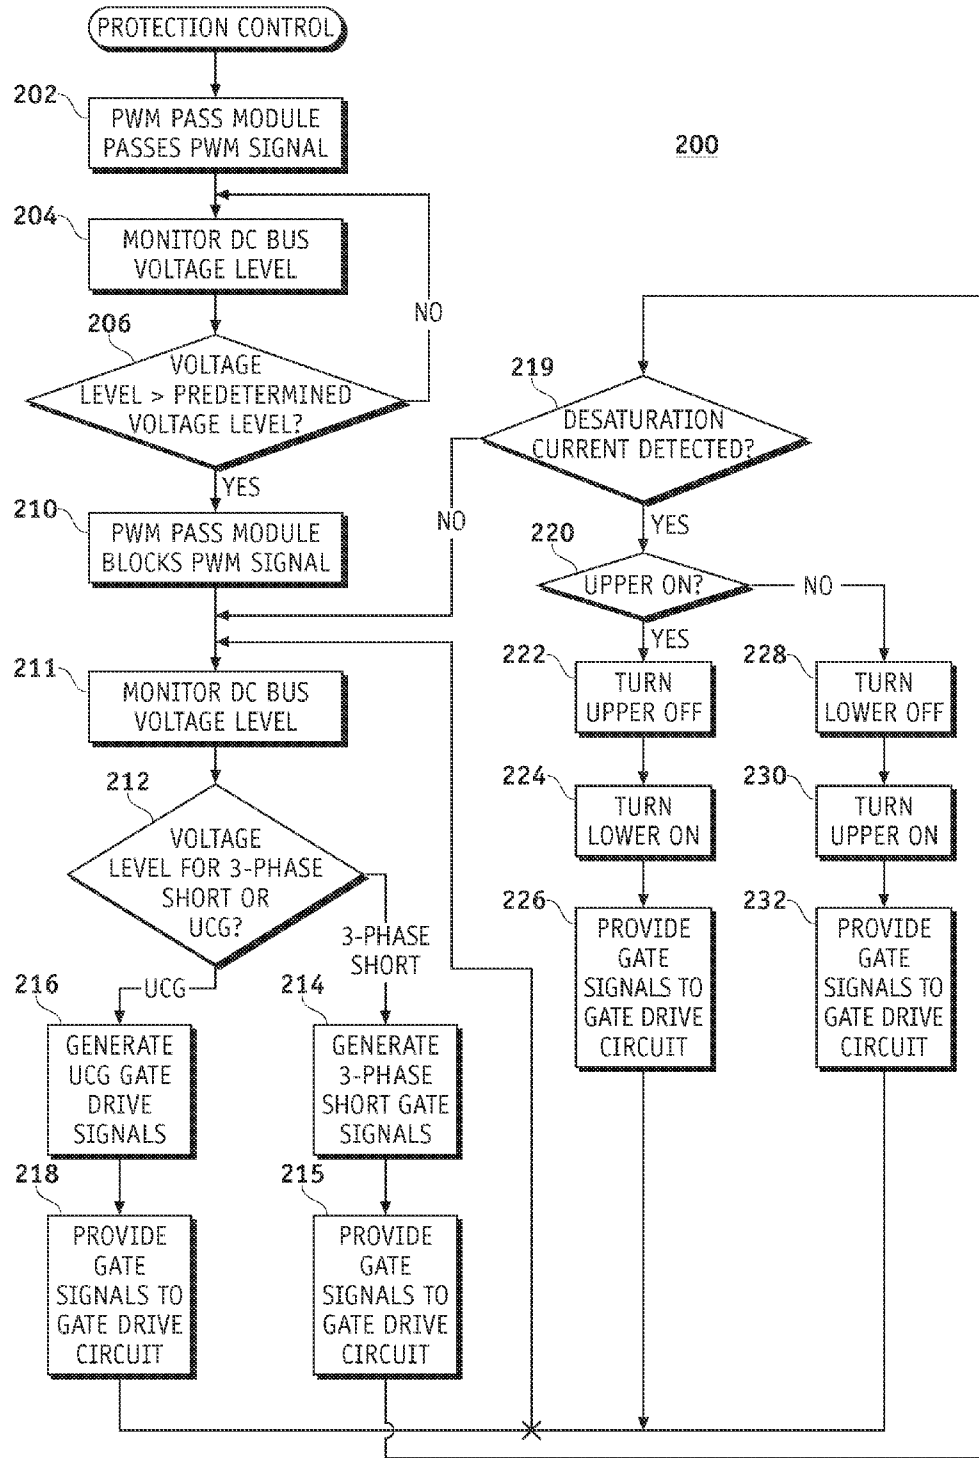 PROTECTION CONTROL
202
PWM PASS MODULE
PASSES PWM SIGNAL
200
204
MONITOR DC BUS
VOLTAGE LEVEL
NO
206
VOLTAGE
LEVEL > PREDETERMINED
VOLTAGE LEVEL?
YES
210
PWM PASS MODULE
BLOCKS PWM SIGNAL
211
MONITOR DC BUS
VOLTAGE LEVEL
212
VOLTAGE
LEVEL FOR 3-PHASE
SHORT OR
UCG?
UCG
3-PHASE
SHORT
216
GENERATE
UCG GATE
DRIVE
SIGNALS
218
PROVIDE
GATE
SIGNALS TO
GATE DRIVE
CIRCUIT
214
GENERATE
3-PHASE
SHORT GATE
SIGNALS
215
PROVIDE
GATE
SIGNALS TO
GATE DRIVE
CIRCUIT
219
DESATURATION
CURRENT DETECTED?
NO
YES
220
UPPER ON?
NO
YES
222
TURN
UPPER OFF
224
TURN
LOWER ON
226
PROVIDE
GATE
SIGNALS TO
GATE DRIVE
CIRCUIT
228
TURN
LOWER OFF
230
TURN
UPPER ON
232
PROVIDE
GATE
SIGNALS TO
GATE DRIVE
CIRCUIT